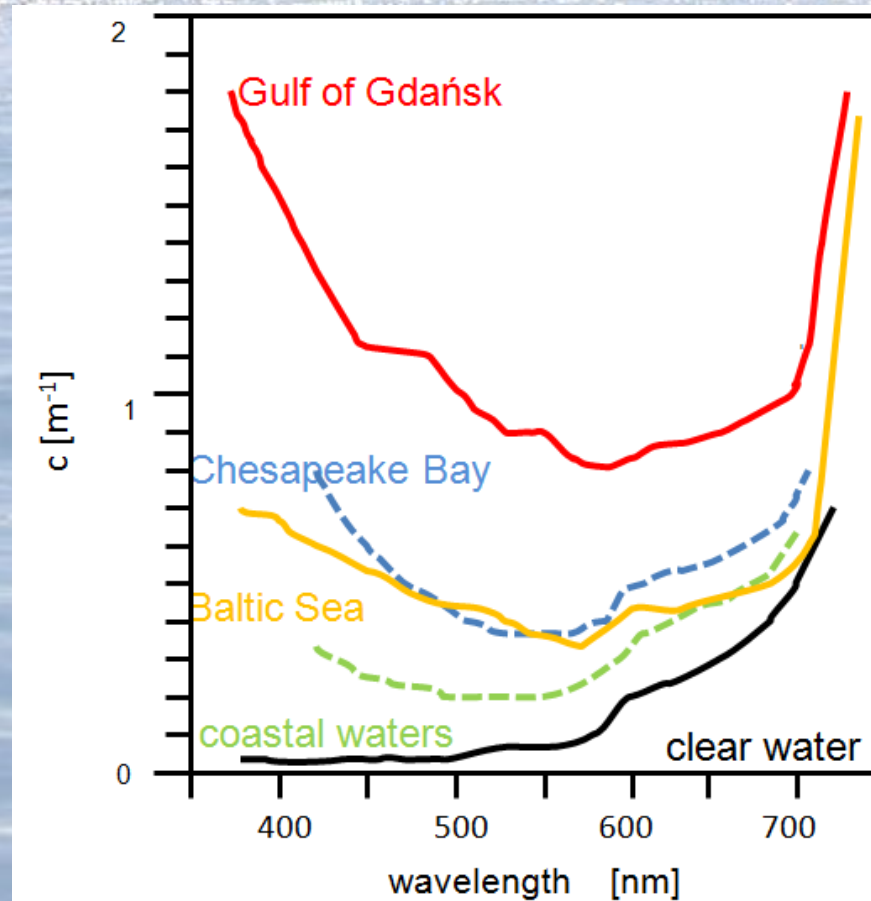 2
Gulf of Gdańsk
1
c [m⁻¹]
Chesapeake Bay
Baltic Sea
coastal waters
clear water
0
400 500 600 700
wavelength [nm]